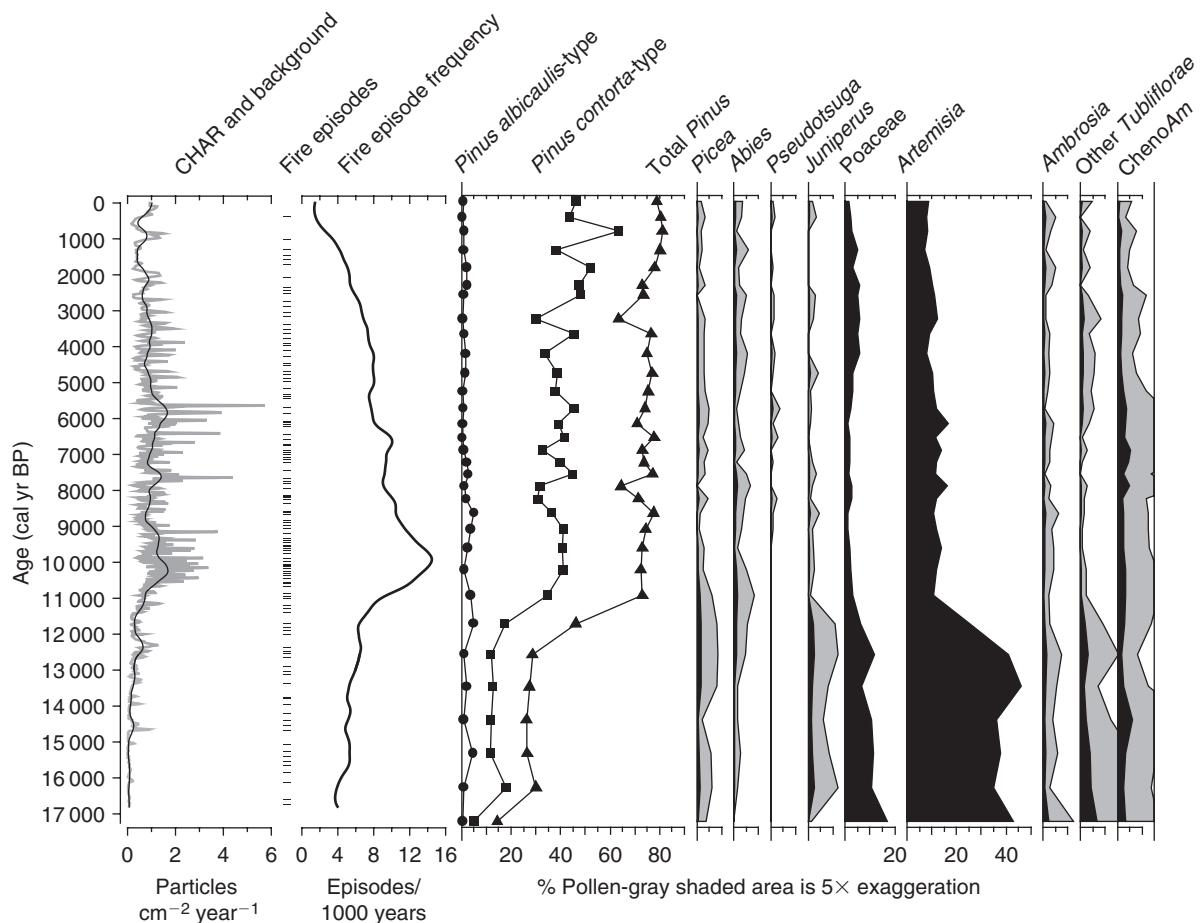 CHAR and background
Fire episodes
Fire episode frequency
Pinus albicaulis-type
Pinus contorta-type
Total Pinus
Picea
Abies
Pseudotsuga
Juniperus
Poaceae
Artemisia
Ambrosia
Other Tubliflorae
ChenoAm
Age (cal yr BP)
0
1000
2000
3000
4000
5000
6000
7000
8000
9000
10 000
11 000
12 000
13 000
14 000
15 000
16 000
17 000
0 2 4 6
0 4 8 12 16
20 40 60 80
20
20 40
Particles
cm−2 year−1
Episodes/
1000 years
% Pollen-gray shaded area is 5× exaggeration